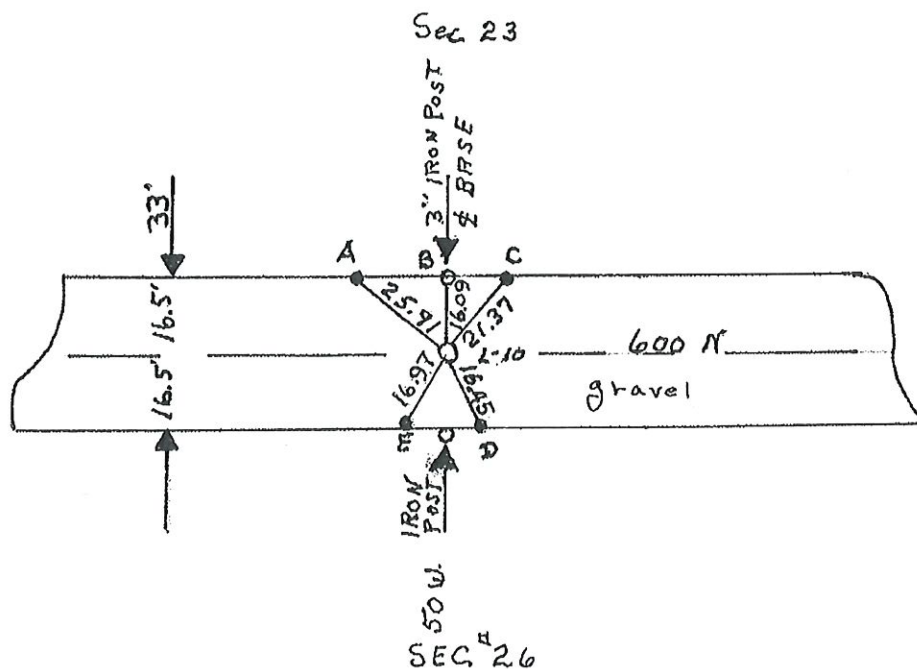 Sec 23
3" IRON POST
⅊ BASE
33'
A
B
C
16.5'
25.91
16.09
21.37
L-10
600 N
16.5'
16.97
16.45
gravel
E
D
IRON
POST
50 W
SEC # 26